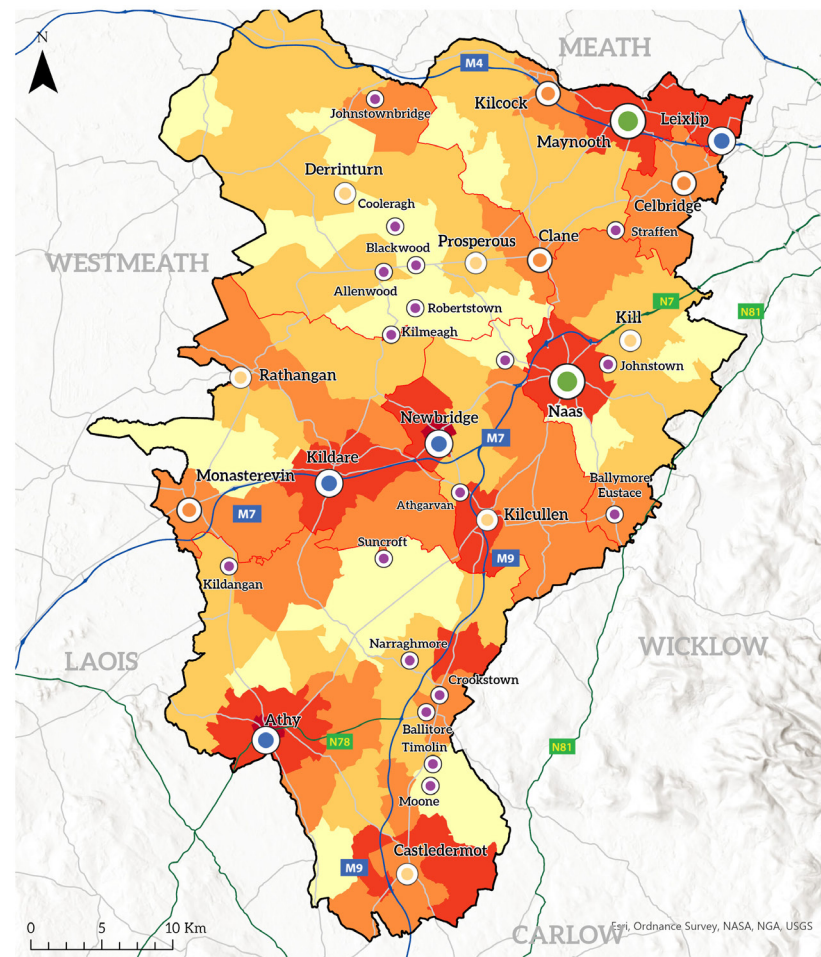 N
MEATH
M4
Kilcock
Johnstownbridge
Leixlip
Maynooth
Derrinturn
Celbridge
Cooleragh
Straffen
Clane
Prosperous
Blackwood
WESTMEATH
Allenwood
N7
N81
Robertstown
Kill
Kilmeagh
Johnstown
Rathangan
Naas
Newbridge
M7
Kildare
Monasterevin
Ballymore
Eustace
Athgarvan
M7
Kilcullen
Suncroft
M9
Kildangan
Narraghmore
WICKLOW
LAOIS
Crookstown
Athy
Ballitore
N78
Timolin
N81
Moone
Castledermot
M9
0 5 10 Km
CARLOW
Esri, Ordnance Survey, NASA, NGA, USGS